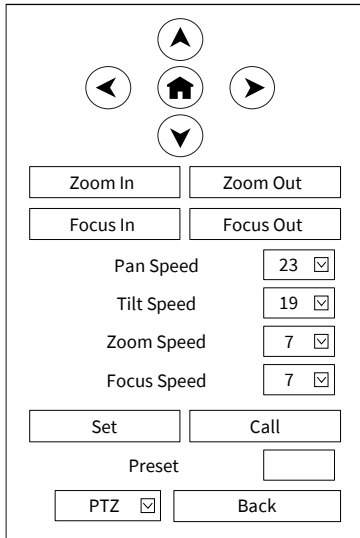 Zoom In Zoom Out
Focus In Focus Out
Pan Speed 23
Tilt Speed 19
Zoom Speed 7
Focus Speed 7
Set Call
Preset
PTZ Back